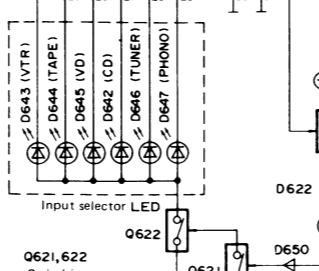 D643 (VTR)
D644 (TAPE)
D645 (VD)
D642 (CD)
D646 (TUNER)
D647 (PHONO)
Input selector LED
D622
Q622
Q621,622
D650